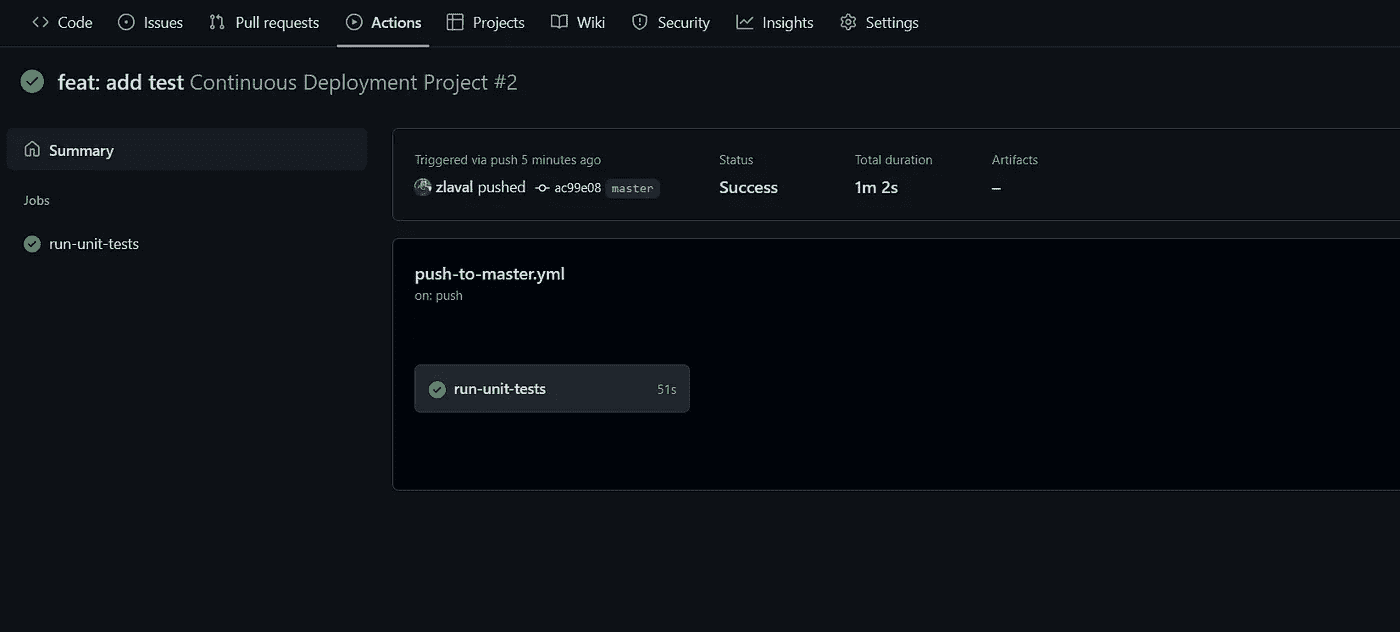 Code Issues Pull requests Actions Projects Wiki Security Insights Settings
feat: add test Continuous Deployment Project #2
Summary
Jobs
run-unit-tests
Triggered via push 5 minutes ago
zlaval pushed ac99e08 master
Status
Success
Total duration
1m 2s
Artifacts
–
push-to-master.yml
on: push
run-unit-tests 51s